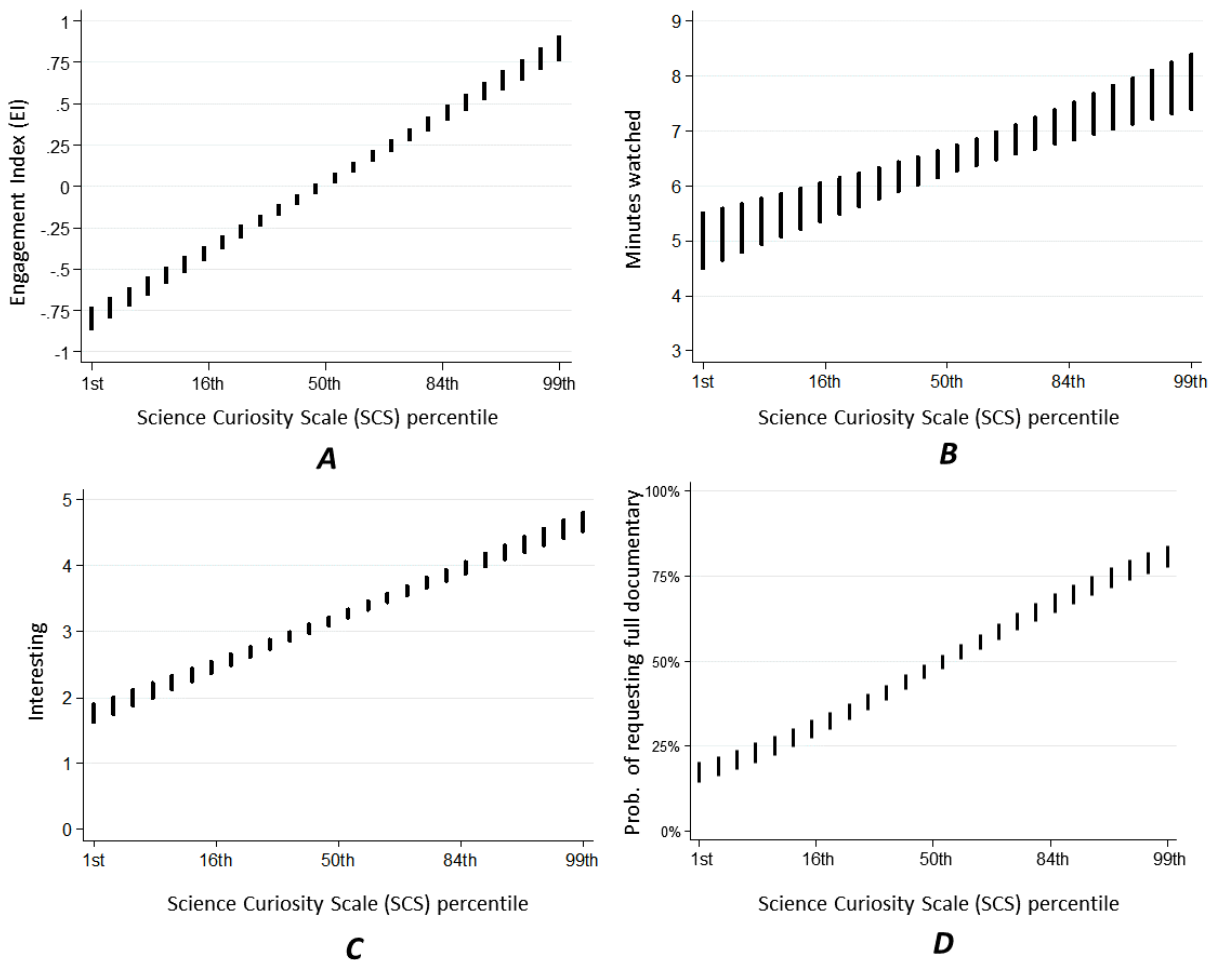 Engagement Index (EI)
1
.75
.5
.25
0
-.25
-.5
-.75
-1
1st 16th 50th 84th 99th
Science Curiosity Scale (SCS) percentile
A
Minutes watched
9
8
7
6
5
4
3
1st 16th 50th 84th 99th
Science Curiosity Scale (SCS) percentile
B
Interesting
5
4
3
2
1
0
1st 16th 50th 84th 99th
Science Curiosity Scale (SCS) percentile
C
Prob. of requesting full documentary
100%
75%
50%
25%
0%
1st 16th 50th 84th 99th
Science Curiosity Scale (SCS) percentile
D